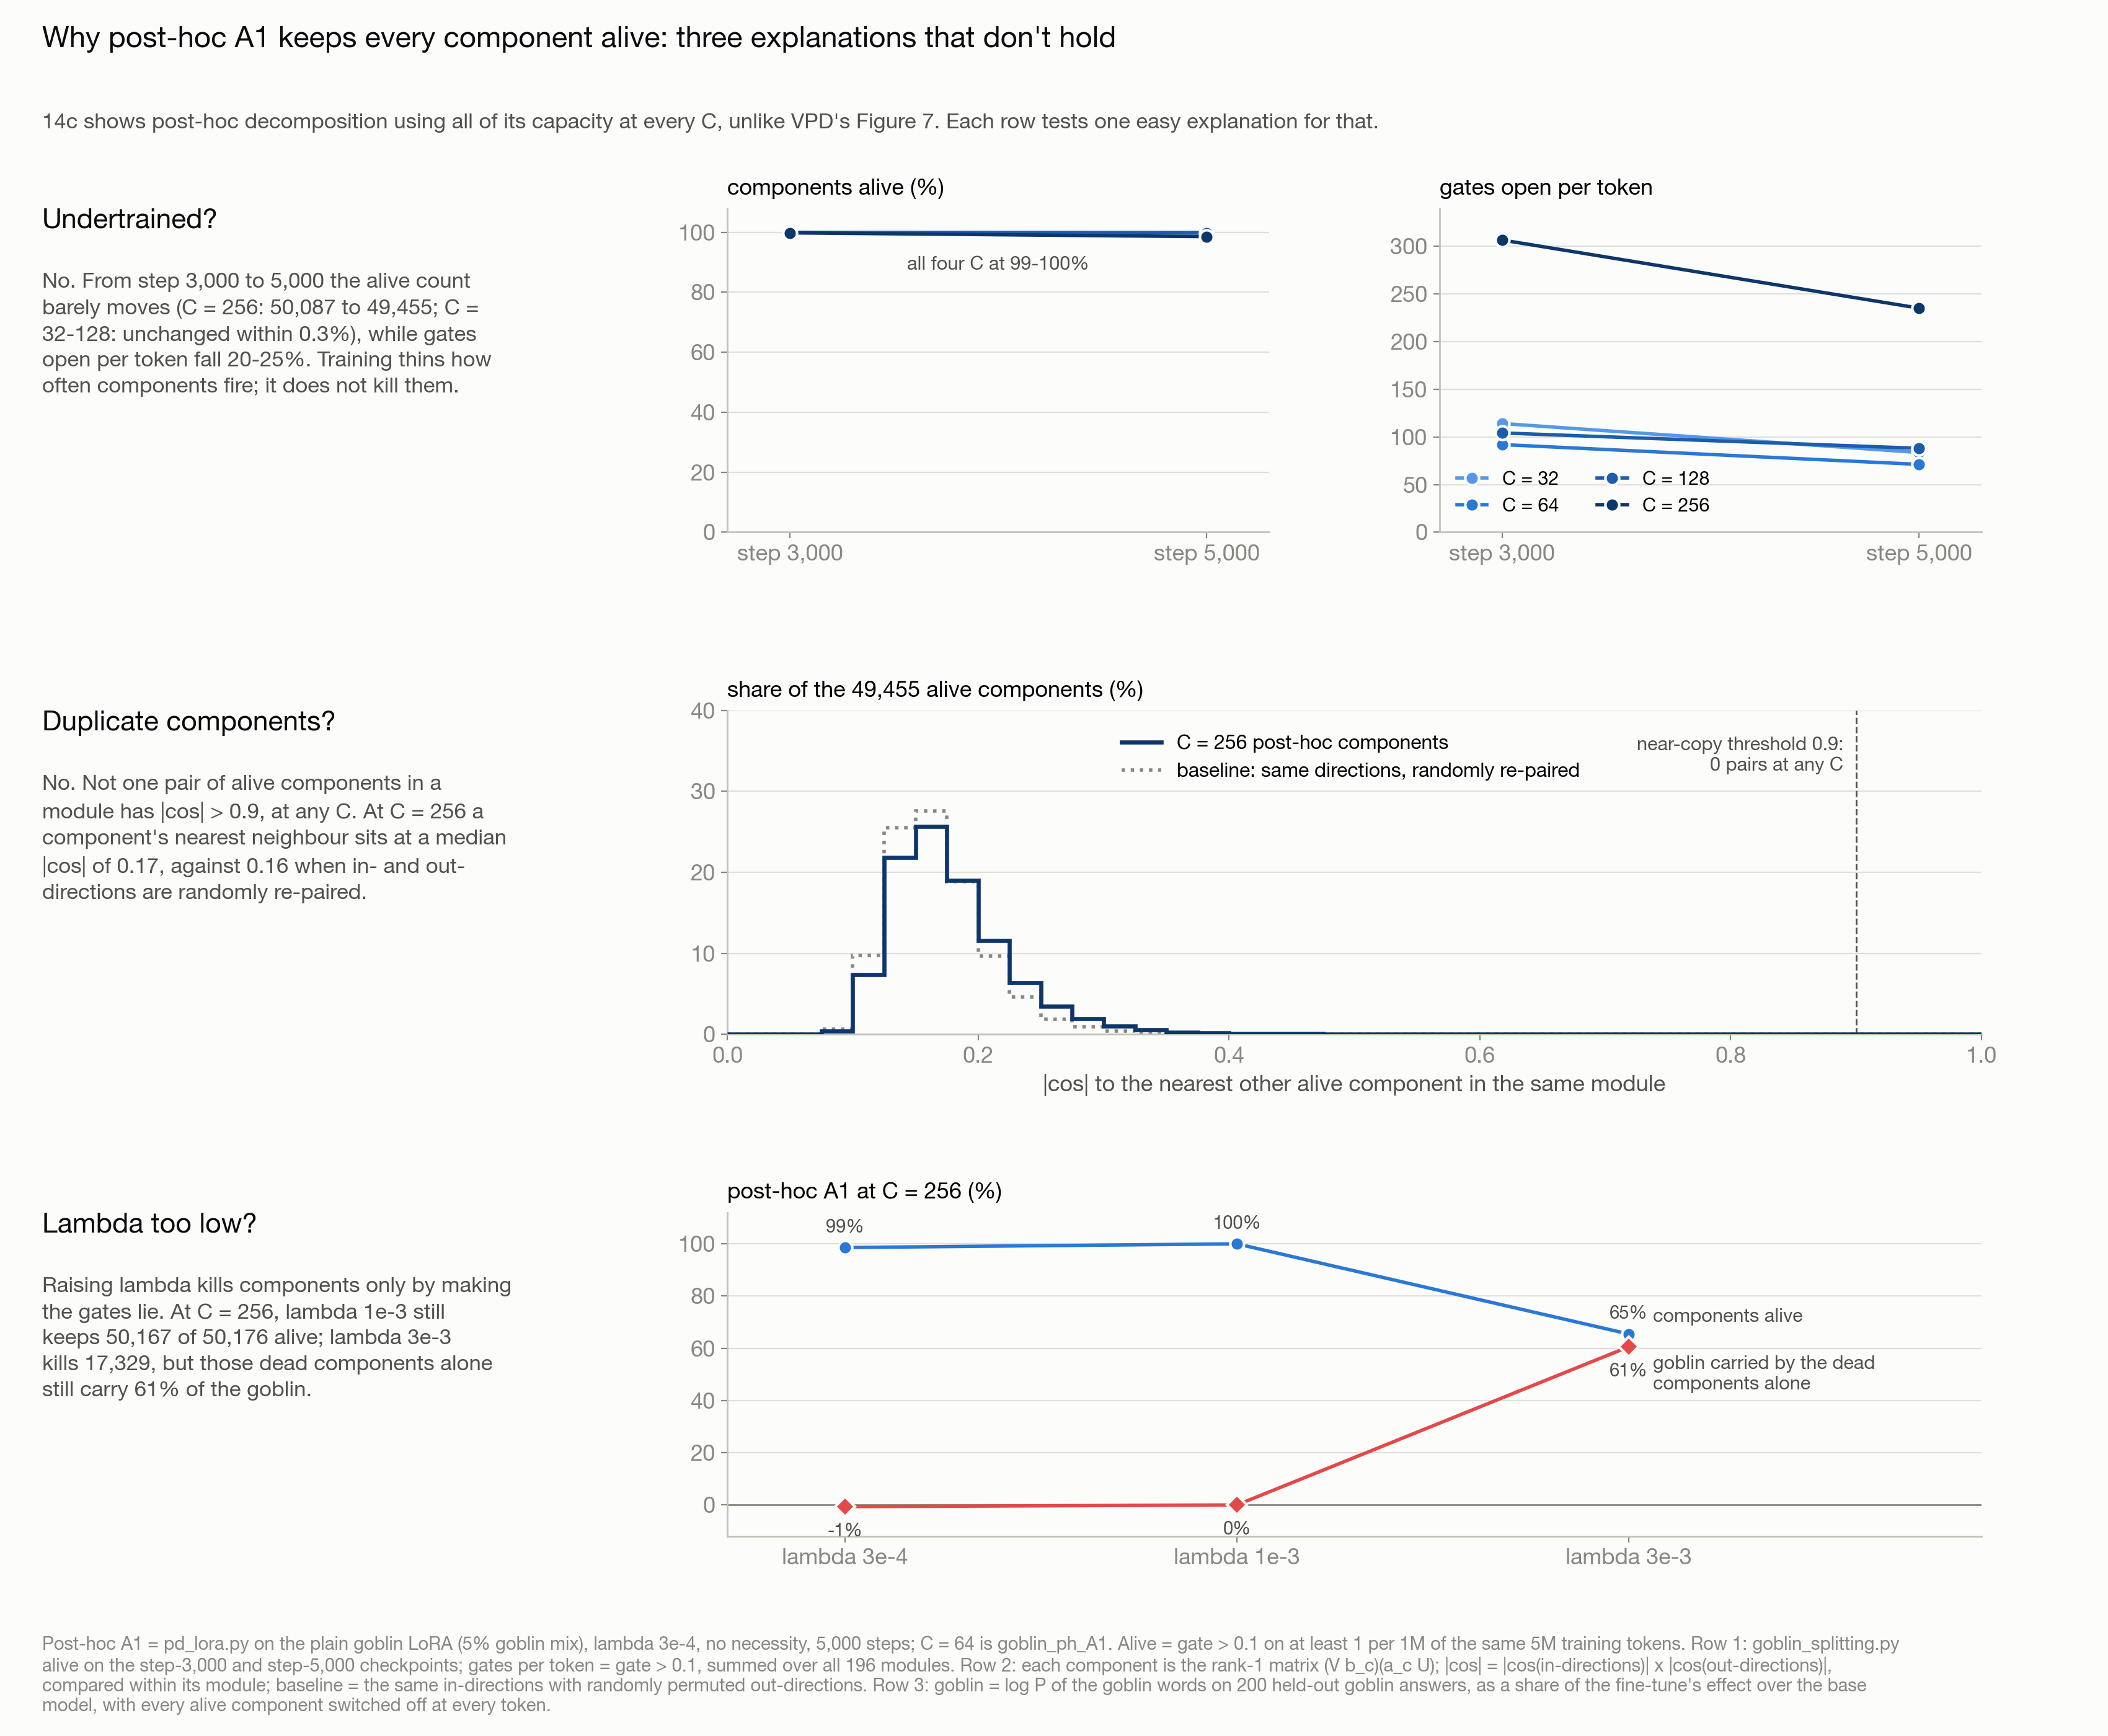 Why post-hoc A1 keeps every component alive: three explanations that don't hold
14c shows post-hoc decomposition using all of its capacity at every C, unlike VPD's Figure 7. Each row tests one easy explanation for that.
Undertrained?
No. From step 3,000 to 5,000 the alive count
barely moves (C = 256: 50,087 to 49,455; C =
32-128: unchanged within 0.3%), while gates
open per token fall 20-25%. Training thins how
often components fire; it does not kill them.
components alive (%)
100
80
60
40
20
0
all four C at 99-100%
step 3,000
step 5,000
gates open per token
300
250
200
150
100
50
0
C = 32
C = 128
C = 64
C = 256
step 3,000
step 5,000
Duplicate components?
No. Not one pair of alive components in a
module has |cos| > 0.9, at any C. At C = 256 a
component's nearest neighbour sits at a median
|cos| of 0.17, against 0.16 when in- and out-
directions are randomly re-paired.
share of the 49,455 alive components (%)
40
30
20
10
0
C = 256 post-hoc components
baseline: same directions, randomly re-paired
near-copy threshold 0.9:
0 pairs at any C
0.0
0.2
0.4
0.6
0.8
1.0
|cos| to the nearest other alive component in the same module
Lambda too low?
Raising lambda kills components only by making
the gates lie. At C = 256, lambda 1e-3 still
keeps 50,167 of 50,176 alive; lambda 3e-3
kills 17,329, but those dead components alone
still carry 61% of the goblin.
post-hoc A1 at C = 256 (%)
100
80
60
40
20
0
99%
100%
65% components alive
61% goblin carried by the dead
components alone
-1%
0%
lambda 3e-4
lambda 1e-3
lambda 3e-3
Post-hoc A1 = pd_lora.py on the plain goblin LoRA (5% goblin mix), lambda 3e-4, no necessity, 5,000 steps; C = 64 is goblin_ph_A1. Alive = gate > 0.1 on at least 1 per 1M of the same 5M training tokens. Row 1: goblin_splitting.py
alive on the step-3,000 and step-5,000 checkpoints; gates per token = gate > 0.1, summed over all 196 modules. Row 2: each component is the rank-1 matrix (V b_c)(a_c U); |cos| = |cos(in-directions)| x |cos(out-directions)|,
compared within its module; baseline = the same in-directions with randomly permuted out-directions. Row 3: goblin = log P of the goblin words on 200 held-out goblin answers, as a share of the fine-tune's effect over the base
model, with every alive component switched off at every token.